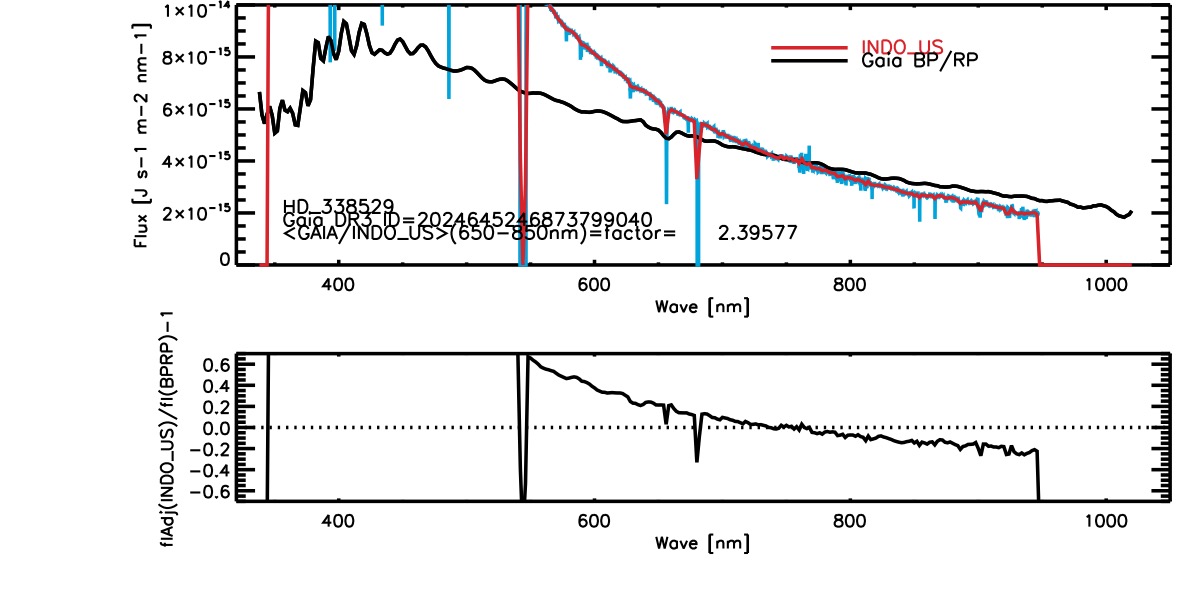 1×10⁻¹⁴
8×10⁻¹⁵
6×10⁻¹⁵
4×10⁻¹⁵
2×10⁻¹⁵
0
Flux [J s−1 m−2 nm−1]
INDO_US
Gaia BP/RP
HD_338529
Gaia DR3_ID=2024645246873799040
<GAIA/INDO_US>(650−850nm)=factor= 2.39577
400 600 800 1000
Wave [nm]
0.6
0.4
0.2
0.0
−0.2
−0.4
−0.6
flAdj(INDO_US)/fl(BPRP)−1
400 600 800 1000
Wave [nm]